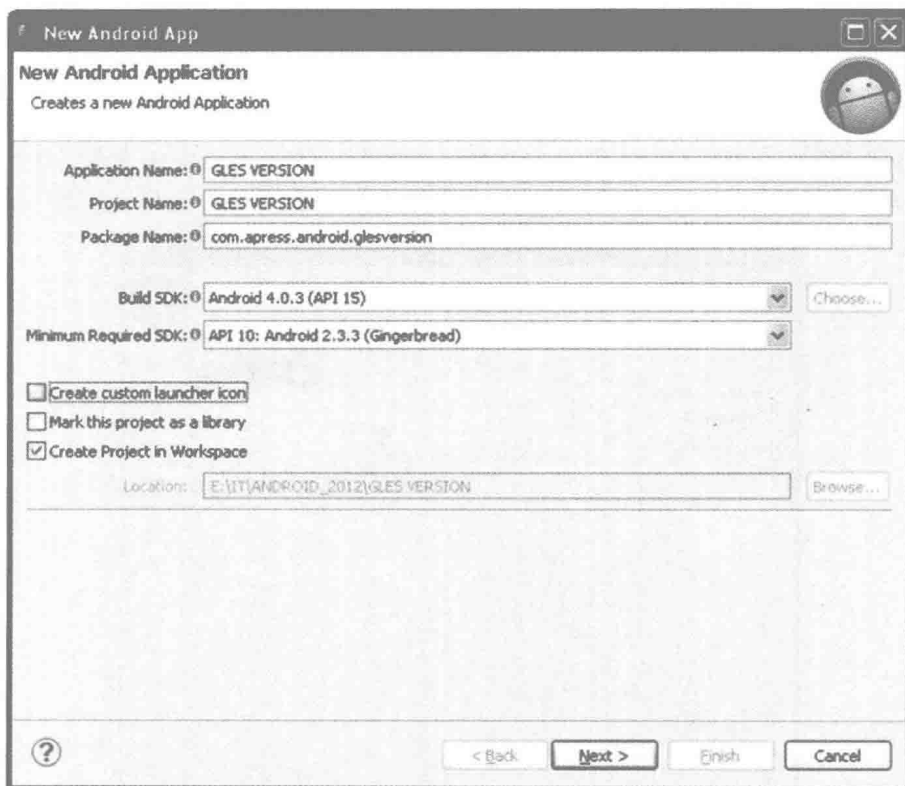 New Android App
New Android Application
Creates a new Android Application
Application Name: GLES VERSION
Project Name: GLES VERSION
Package Name: com.apress.android.glesversion
Build SDK: Android 4.0.3 (API 15)
Choose...
Minimum Required SDK: API 10: Android 2.3.3 (Gingerbread)
Create custom launcher icon
Mark this project as a library
Create Project in Workspace
Location: E:\IT\ANDROID_2012\GLES VERSION
Browse...
?
< Back
Next >
Finish
Cancel